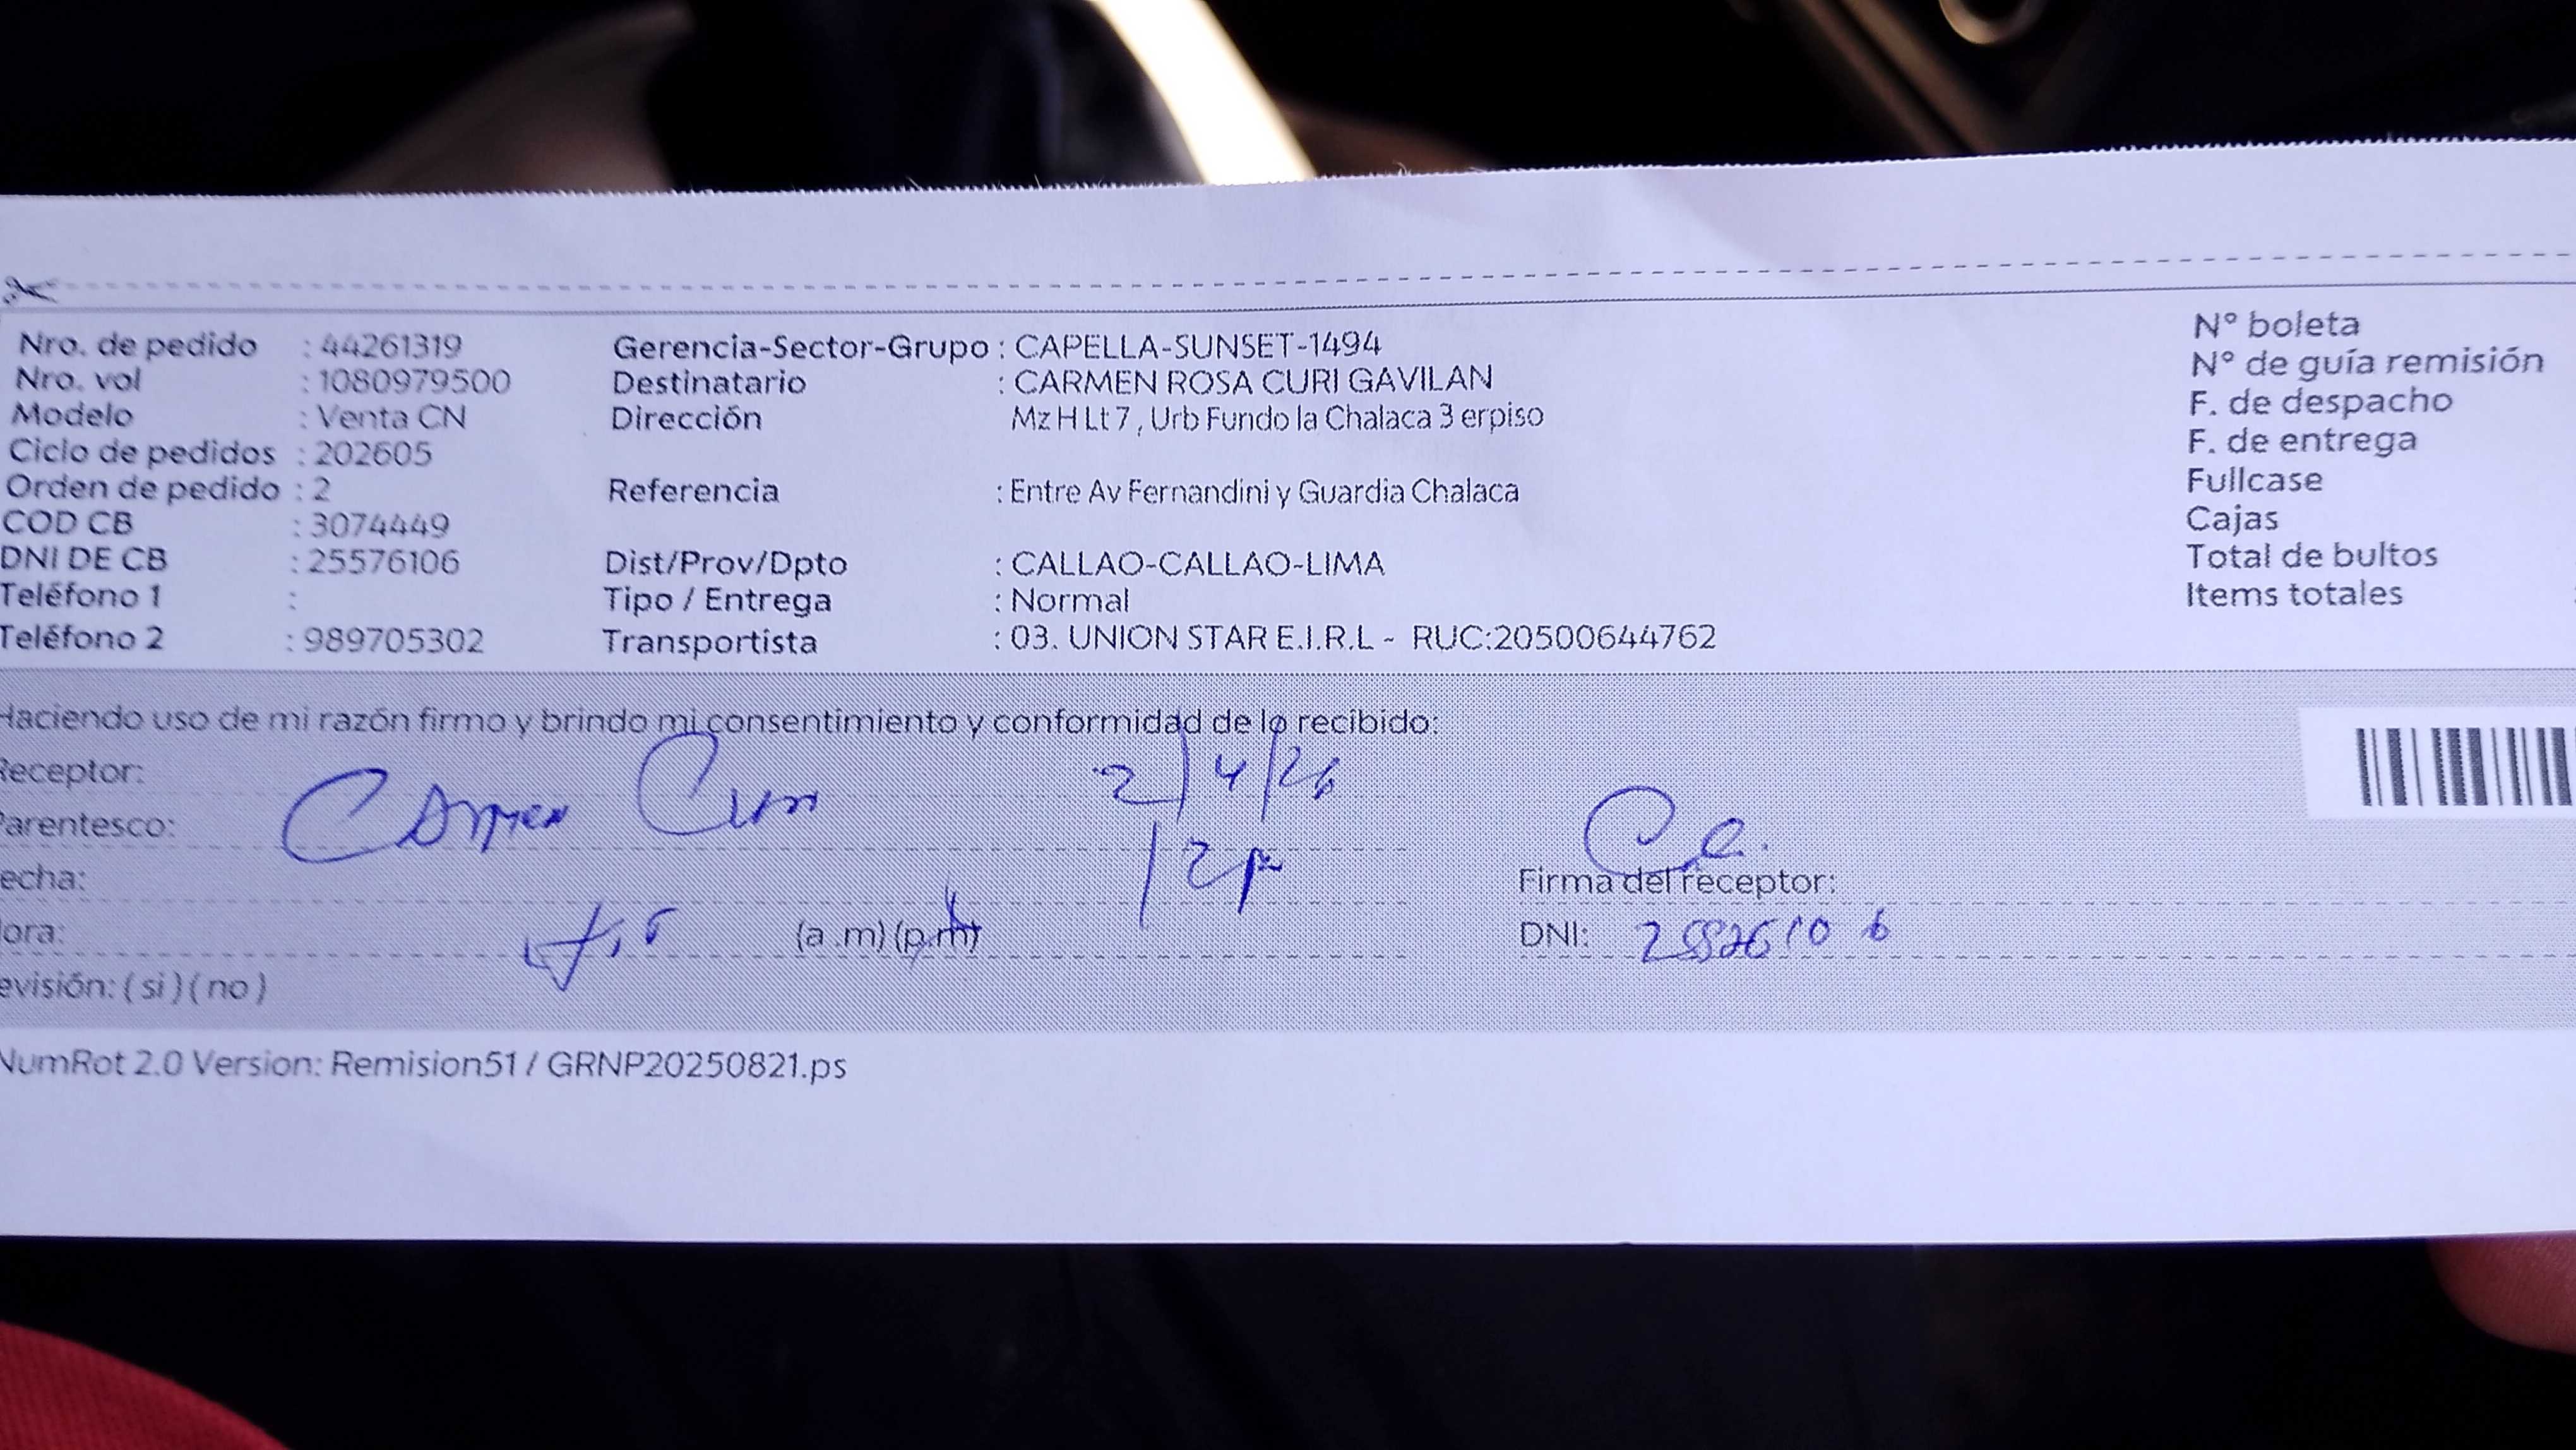 Nro. de pedido : 44261319 Gerencia-Sector-Grupo : CAPELLA-SUNSET-1494 N° boleta
Nro. vol : 1080979500 Destinatario : CARMEN ROSA CURI GAVILAN N° de guía remisión
Modelo : Venta CN Dirección Mz H Lt 7 , Urb Fundo la Chalaca 3 erpiso F. de despacho
Ciclo de pedidos : 202605 F. de entrega
Orden de pedido : 2 Referencia : Entre Av Fernandini y Guardia Chalaca Fullcase
COD CB : 3074449 Cajas
DNI DE CB : 25576106 Dist/Prov/Dpto : CALLAO-CALLAO-LIMA Total de bultos
Teléfono 1 : Tipo / Entrega : Normal Items totales
Teléfono 2 : 989705302 Transportista : 03. UNION STAR E.I.R.L - RUC:20500644762
Haciendo uso de mi razón firmo y brindo mi consentimiento y conformidad de lo recibido:
Receptor: 2/4/26
Parentesco: Carmen Curi
echa: Firma del receptor:
ora: (a .m) (p.m) DNI:
evisión: ( si ) ( no )
NumRot 2.0 Version: Remision51 / GRNP20250821.ps